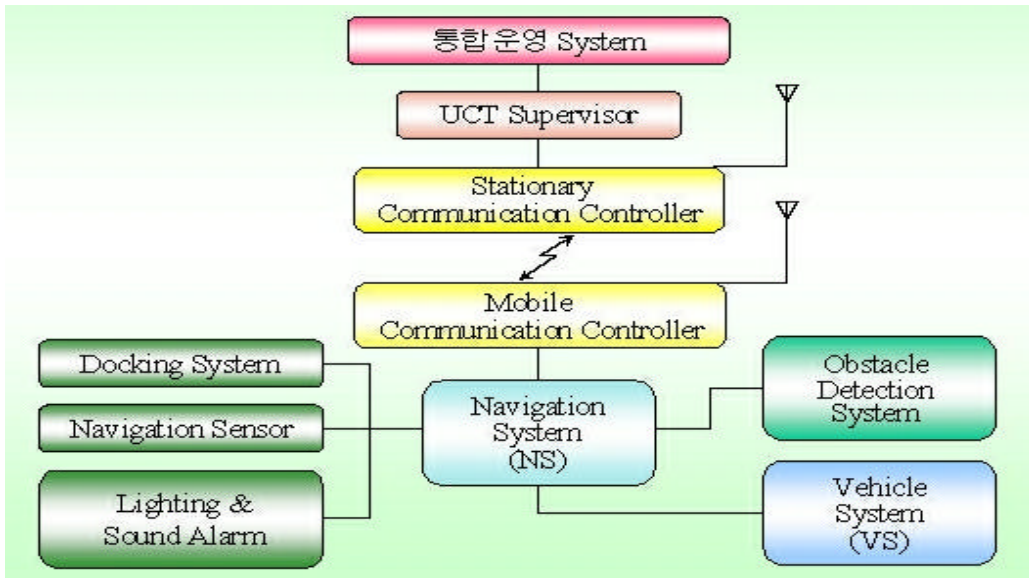 통합 운영 System
UCT Supervisor
Stationary
Communication Controller
Mobile
Communication Controller
Docking System
Navigation Sensor
Lighting &
Sound Alarm
Navigation
System
(NS)
Obstacle
Detection
System
Vehicle
System
(VS)